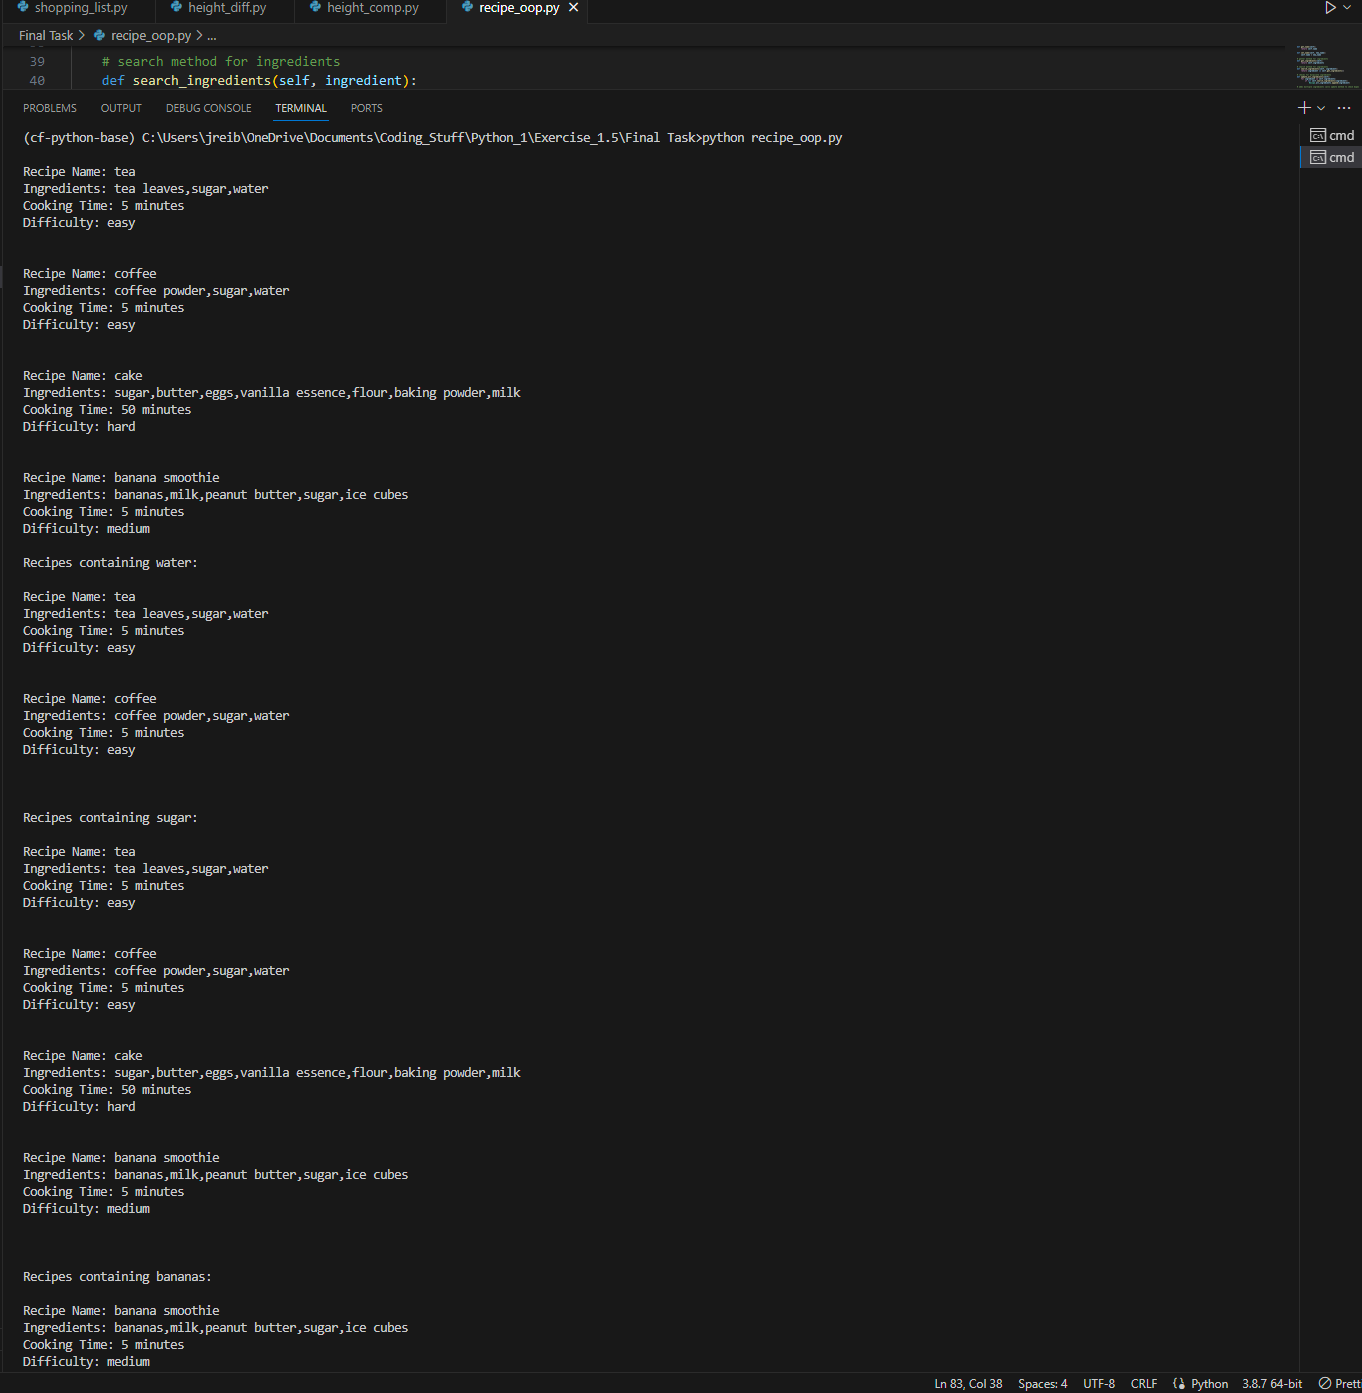 shopping_list.py height_diff.py height_comp.py recipe_oop.py
Final Task > recipe_oop.py > ...
39 # search method for ingredients
40 def search_ingredients(self, ingredient):
PROBLEMS OUTPUT DEBUG CONSOLE TERMINAL PORTS
cmd
cmd
(cf-python-base) C:\Users\jreib\OneDrive\Documents\Coding_Stuff\Python_1\Exercise_1.5\Final Task>python recipe_oop.py
Recipe Name: tea
Ingredients: tea leaves,sugar,water
Cooking Time: 5 minutes
Difficulty: easy
Recipe Name: coffee
Ingredients: coffee powder,sugar,water
Cooking Time: 5 minutes
Difficulty: easy
Recipe Name: cake
Ingredients: sugar,butter,eggs,vanilla essence,flour,baking powder,milk
Cooking Time: 50 minutes
Difficulty: hard
Recipe Name: banana smoothie
Ingredients: bananas,milk,peanut butter,sugar,ice cubes
Cooking Time: 5 minutes
Difficulty: medium
Recipes containing water:
Recipe Name: tea
Ingredients: tea leaves,sugar,water
Cooking Time: 5 minutes
Difficulty: easy
Recipe Name: coffee
Ingredients: coffee powder,sugar,water
Cooking Time: 5 minutes
Difficulty: easy
Recipes containing sugar:
Recipe Name: tea
Ingredients: tea leaves,sugar,water
Cooking Time: 5 minutes
Difficulty: easy
Recipe Name: coffee
Ingredients: coffee powder,sugar,water
Cooking Time: 5 minutes
Difficulty: easy
Recipe Name: cake
Ingredients: sugar,butter,eggs,vanilla essence,flour,baking powder,milk
Cooking Time: 50 minutes
Difficulty: hard
Recipe Name: banana smoothie
Ingredients: bananas,milk,peanut butter,sugar,ice cubes
Cooking Time: 5 minutes
Difficulty: medium
Recipes containing bananas:
Recipe Name: banana smoothie
Ingredients: bananas,milk,peanut butter,sugar,ice cubes
Cooking Time: 5 minutes
Difficulty: medium
Ln 83, Col 38 Spaces: 4 UTF-8 CRLF Python 3.8.7 64-bit Prett